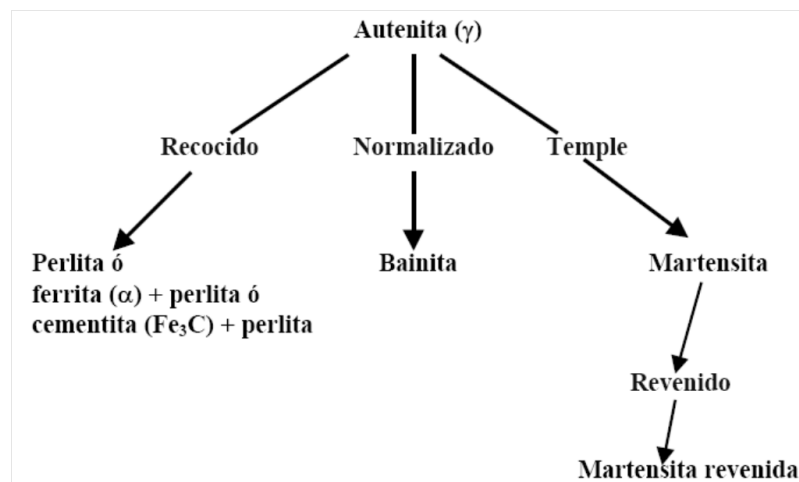 Autenita (γ)
Recocido
Normalizado
Temple
Perlita ó
ferrita (α) + perlita ó
cementita (Fe₃C) + perlita
Bainita
Martensita
Revenido
Martensita revenida